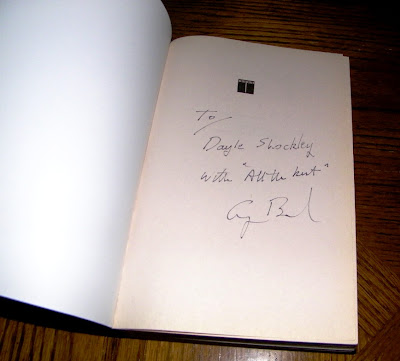 To
Dayle Shockley
with "All the best"